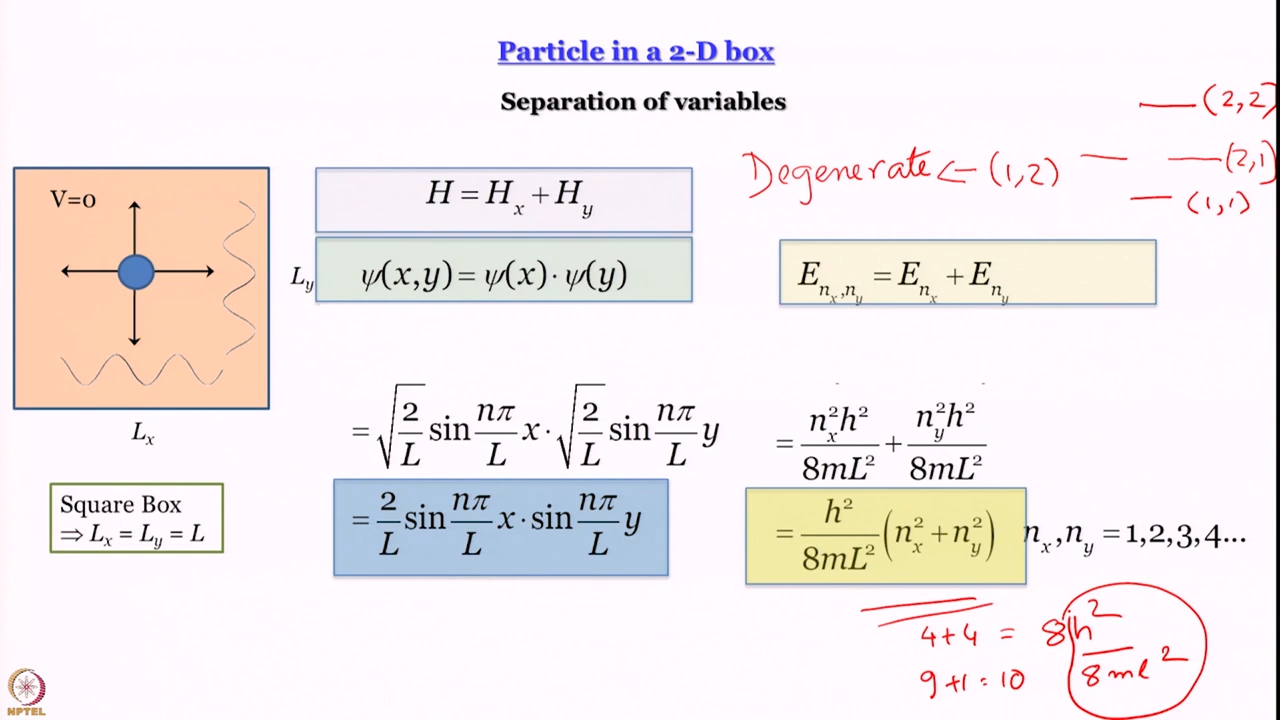 Particle in a 2-D box
Separation of variables
(2,2)
Degenerate ← (1,2)
(2,1)
(1,1)
V=0
H = H_x + H_y
L_y
ψ(x,y) = ψ(x) · ψ(y)
E_{n_x,n_y} = E_{n_x} + E_{n_y}
L_x
= √(2/L) sin nπ/L x · √(2/L) sin nπ/L y
= n_x²h²/8mL² + n_y²h²/8mL²
Square Box
⇒ L_x = L_y = L
= 2/L sin nπ/L x · sin nπ/L y
= h²/8mL² (n_x² + n_y²) n_x, n_y = 1,2,3,4...
4+4 = 8 h²/8ml²
9+1 = 10
NPTEL